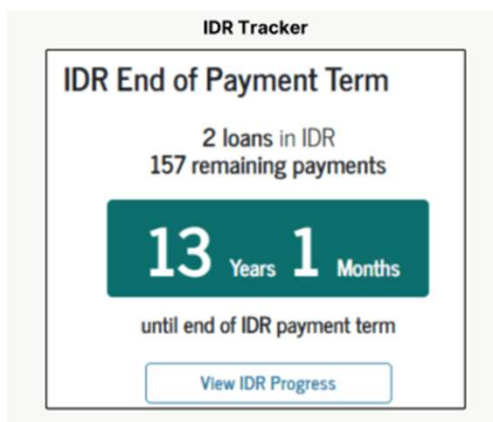 IDR Tracker
IDR End of Payment Term
2 loans in IDR
157 remaining payments
13 Years 1 Months
until end of IDR payment term
View IDR Progress